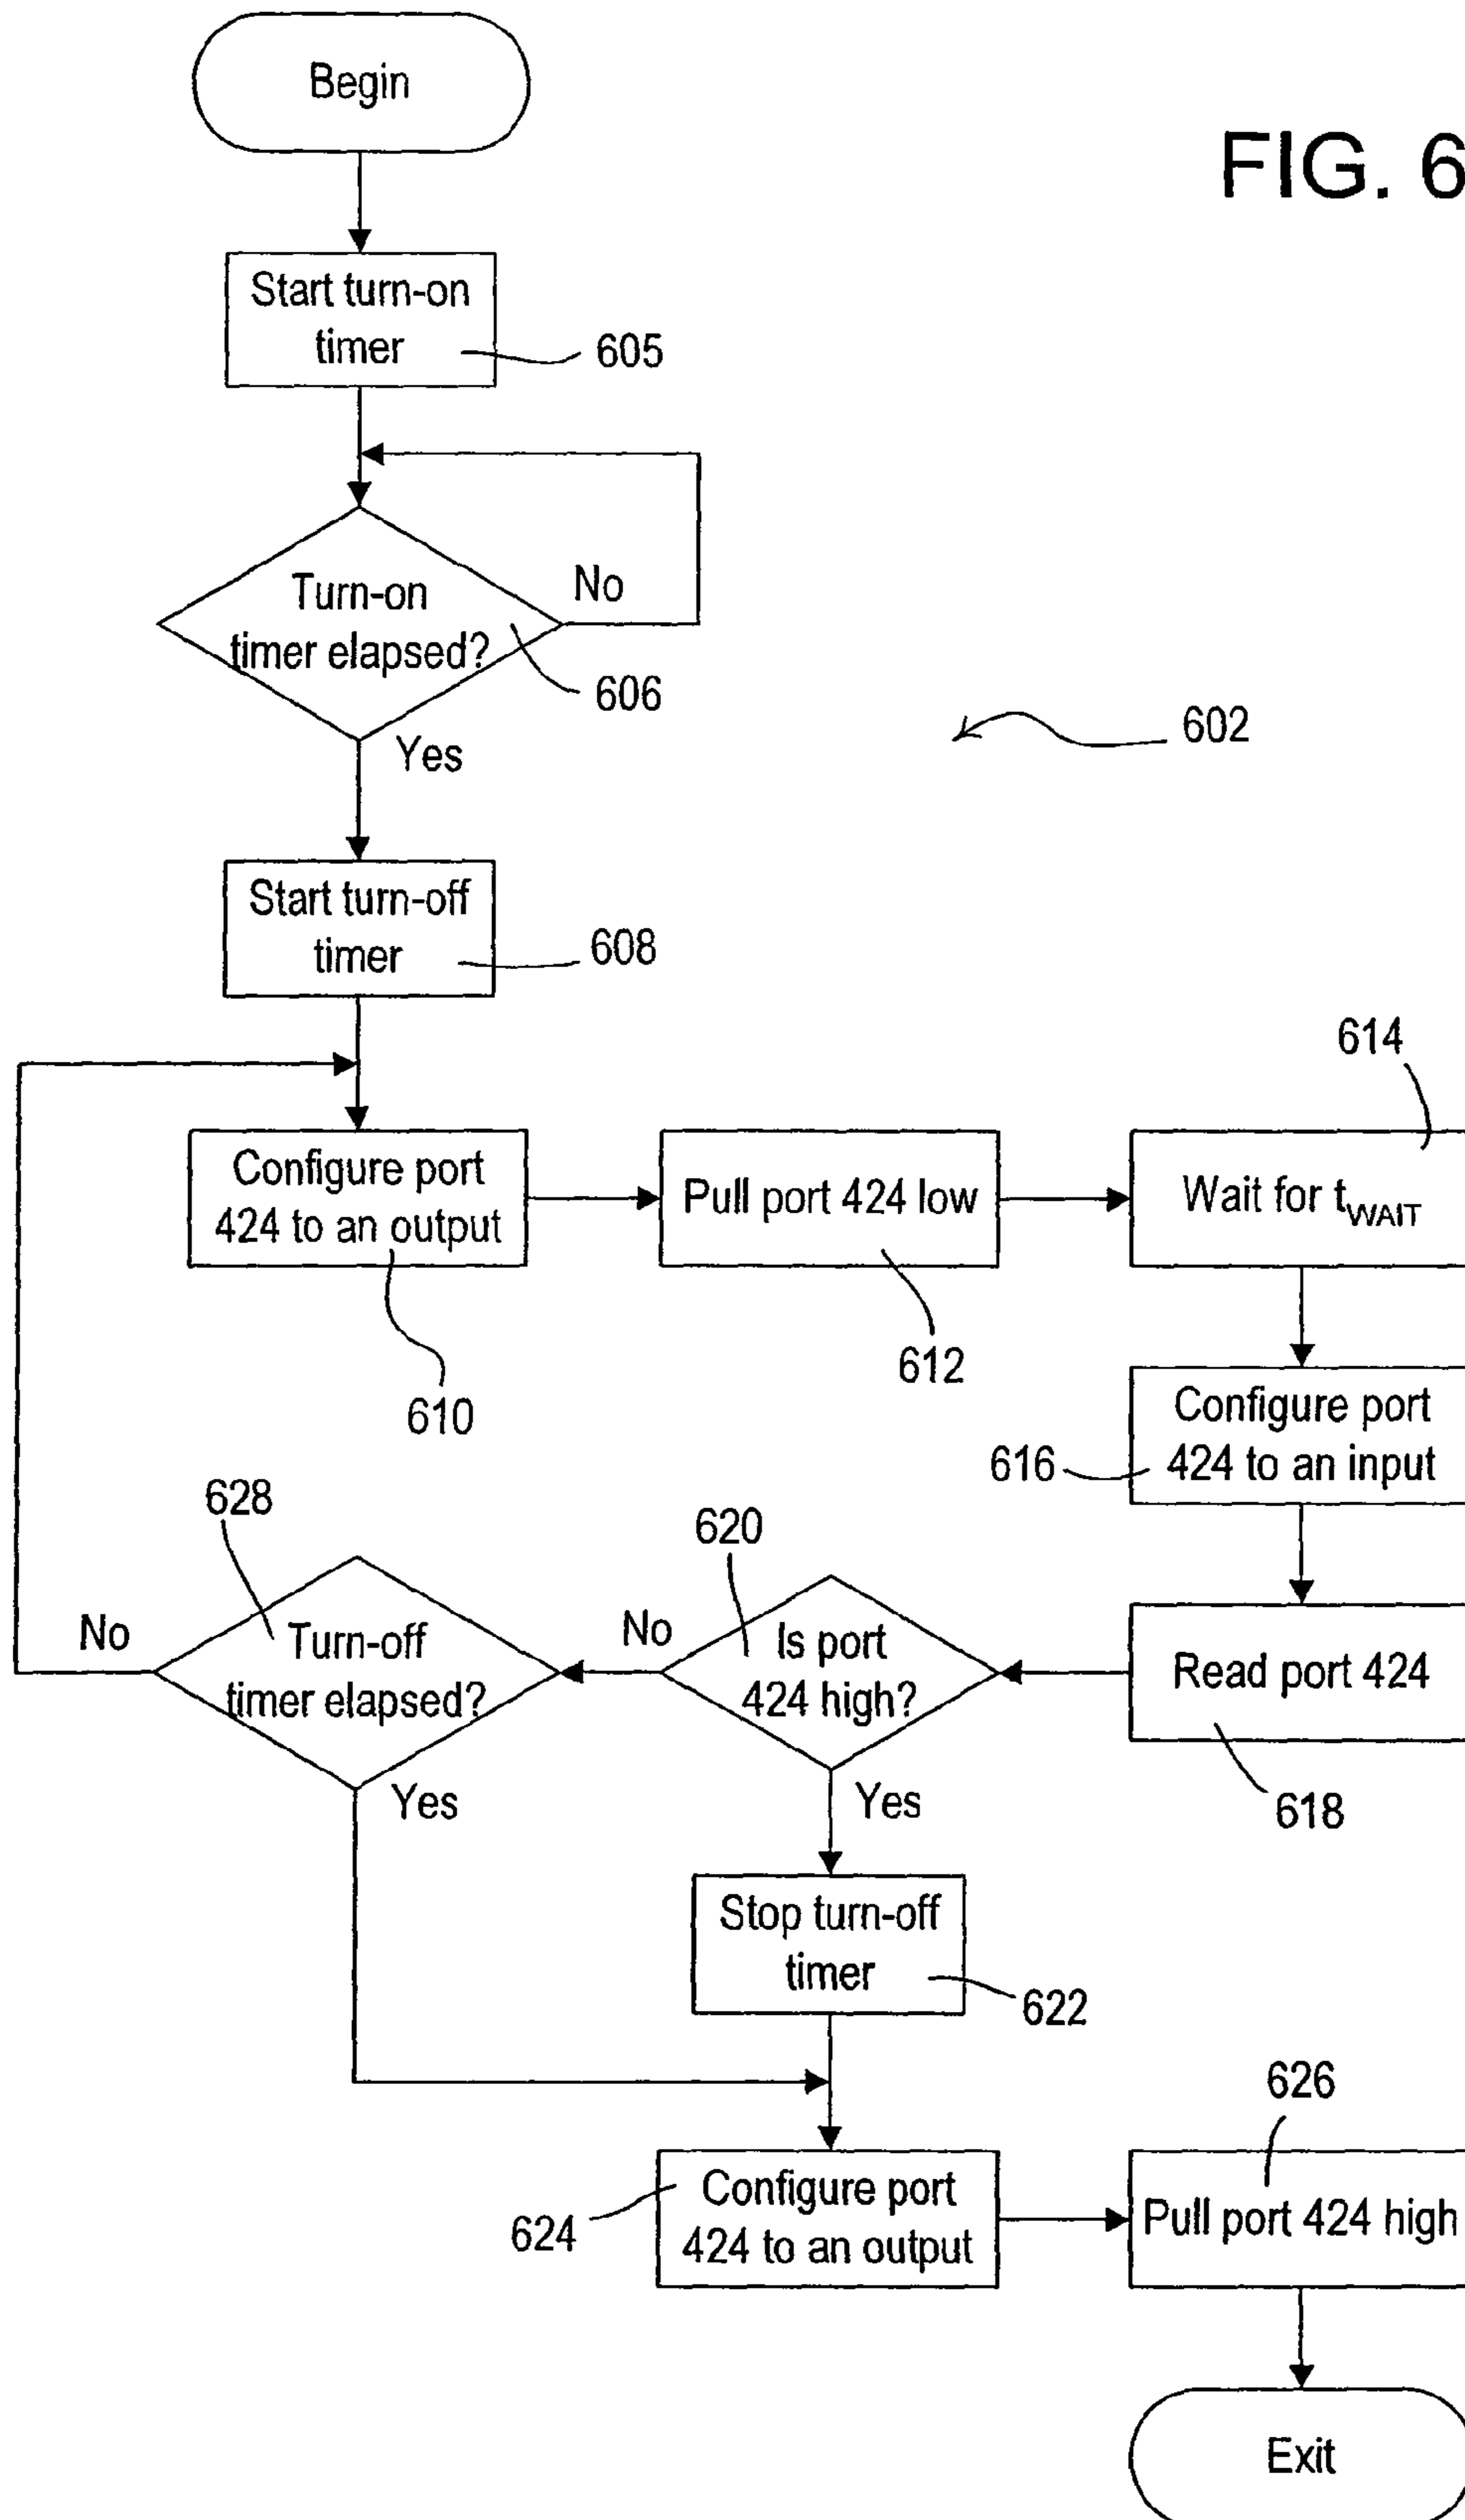 Begin
FIG. 6
Start turn-on
timer
605
Turn-on
timer elapsed?
No
606
Yes
602
Start turn-off
timer
608
614
Configure port
424 to an output
Pull port 424 low
Wait for tWAIT
612
610
Configure port
424 to an input
616
628
620
No
Turn-off
timer elapsed?
No
Is port
424 high?
Read port 424
Yes
Yes
618
Stop turn-off
timer
622
626
Configure port
424 to an output
624
Pull port 424 high
Exit